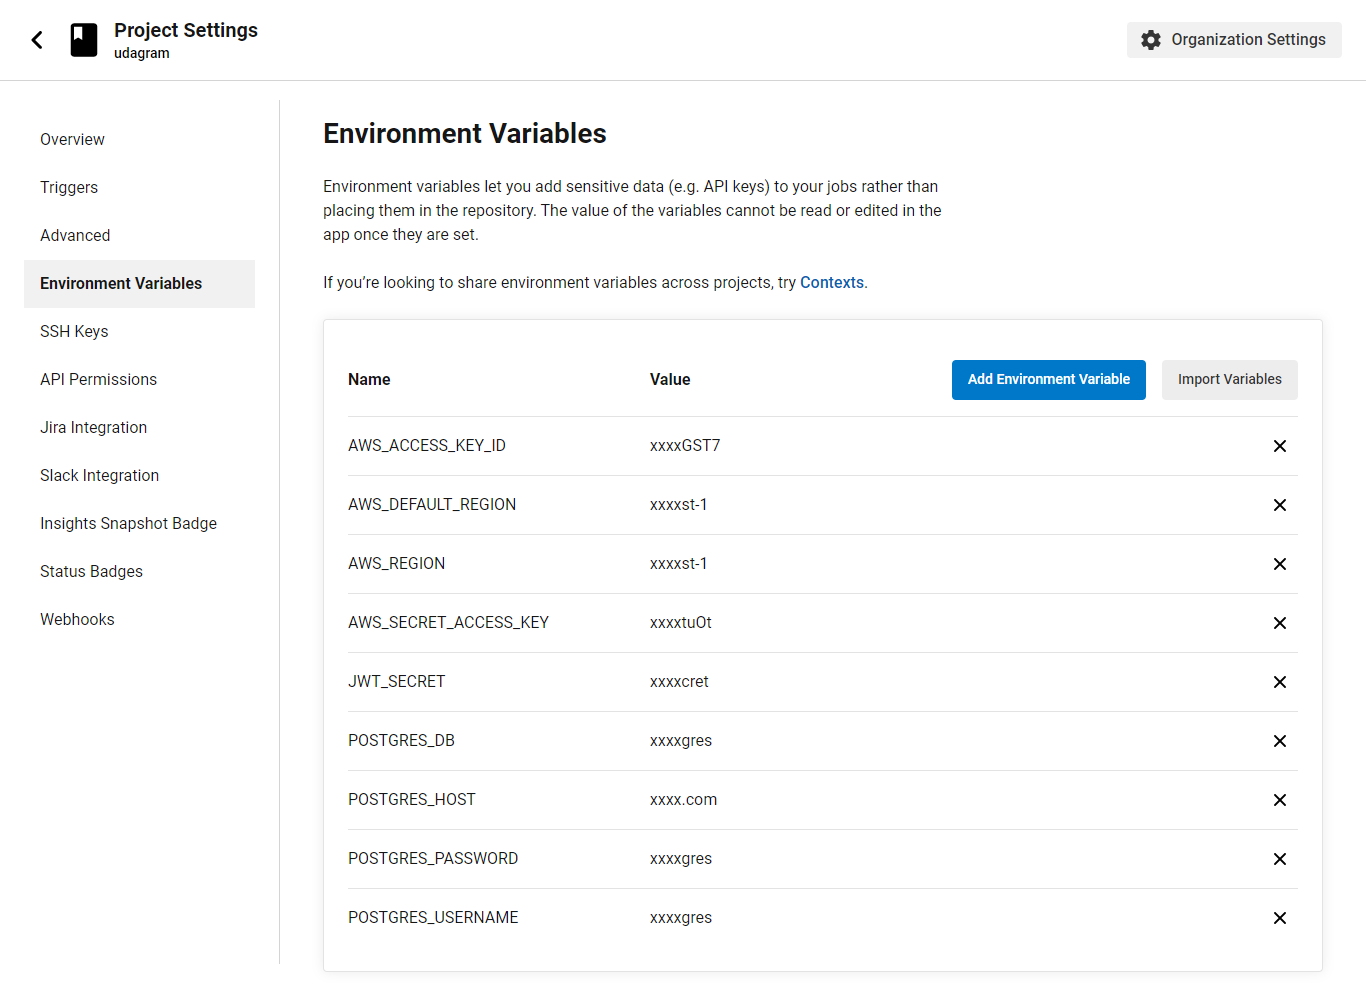 Project Settings
udagram
Organization Settings
Overview
Triggers
Advanced
Environment Variables
SSH Keys
API Permissions
Jira Integration
Slack Integration
Insights Snapshot Badge
Status Badges
Webhooks
Environment Variables
Environment variables let you add sensitive data (e.g. API keys) to your jobs rather than
placing them in the repository. The value of the variables cannot be read or edited in the
app once they are set.
If you’re looking to share environment variables across projects, try Contexts.
Name Value Add Environment Variable Import Variables
AWS_ACCESS_KEY_ID xxxxGST7
AWS_DEFAULT_REGION xxxxst-1
AWS_REGION xxxxst-1
AWS_SECRET_ACCESS_KEY xxxxtuOt
JWT_SECRET xxxxcret
POSTGRES_DB xxxxgres
POSTGRES_HOST xxxx.com
POSTGRES_PASSWORD xxxxgres
POSTGRES_USERNAME xxxxgres